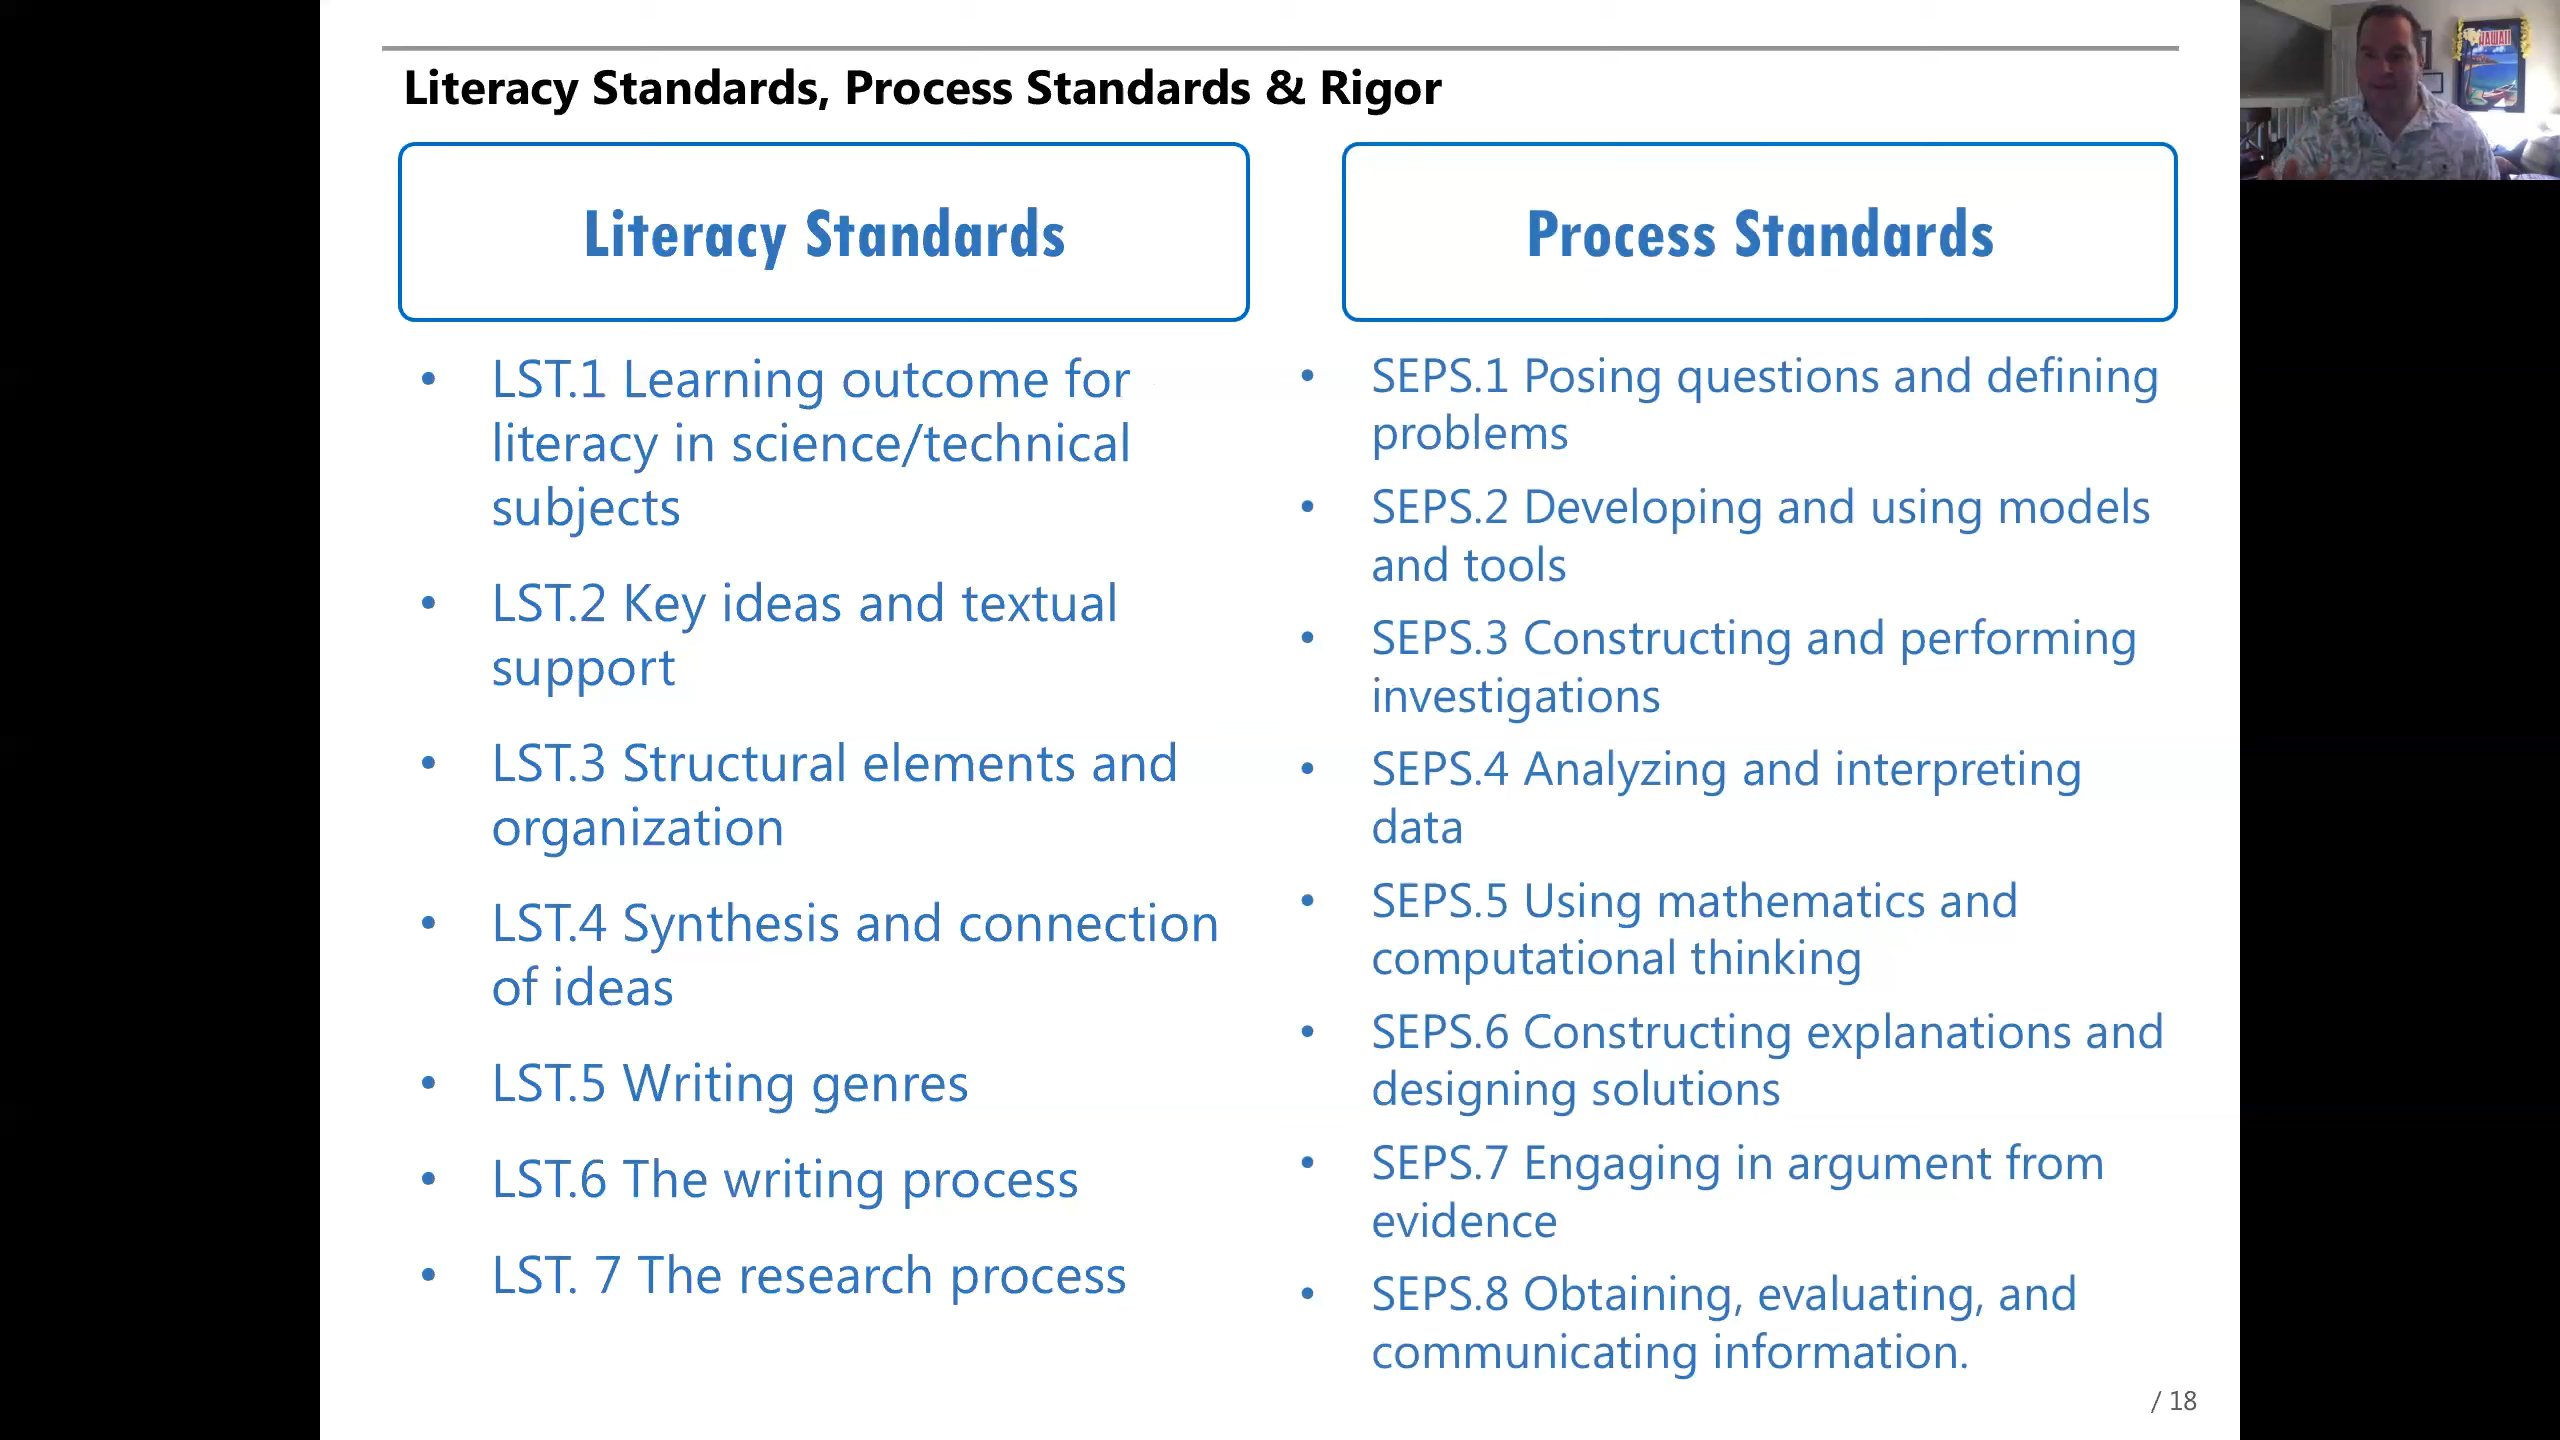 Literacy Standards, Process Standards & Rigor
Literacy Standards
• LST.1 Learning outcome for
literacy in science/technical
subjects
• LST.2 Key ideas and textual
support
• LST.3 Structural elements and
organization
• LST.4 Synthesis and connection
of ideas
• LST.5 Writing genres
• LST.6 The writing process
• LST. 7 The research process
Process Standards
• SEPS.1 Posing questions and defining
problems
• SEPS.2 Developing and using models
and tools
• SEPS.3 Constructing and performing
investigations
• SEPS.4 Analyzing and interpreting
data
• SEPS.5 Using mathematics and
computational thinking
• SEPS.6 Constructing explanations and
designing solutions
• SEPS.7 Engaging in argument from
evidence
• SEPS.8 Obtaining, evaluating, and
communicating information.
/ 18
HAWAII